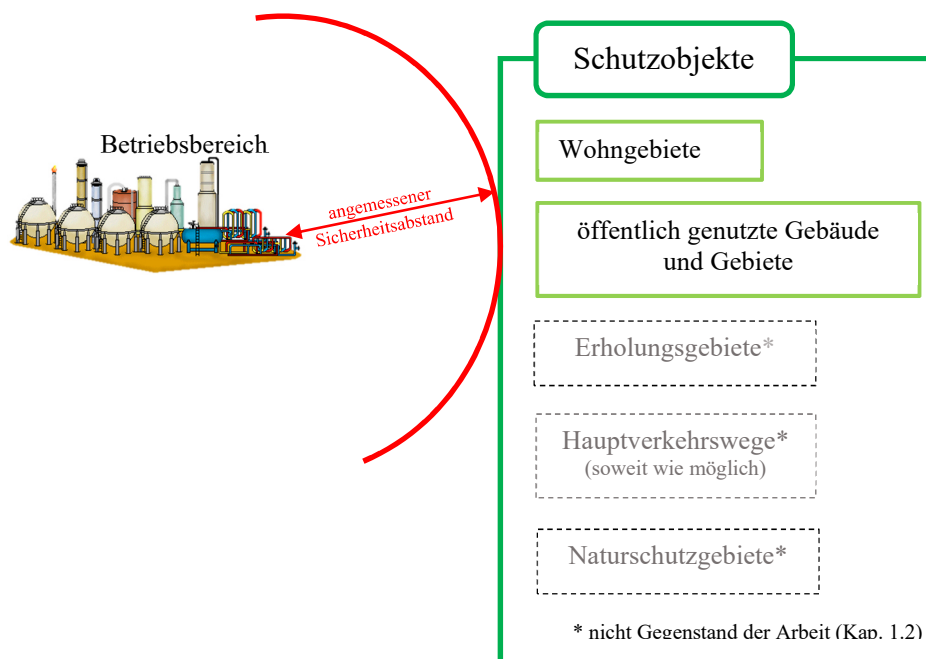 Schutzobjekte
Betriebsbereich
angemessener
Sicherheitsabstand
Wohngebiete
öffentlich genutzte Gebäude
und Gebiete
Erholungsgebiete*
Hauptverkehrswege*
(soweit wie möglich)
Naturschutzgebiete*
* nicht Gegenstand der Arbeit (Kap. 1.2)